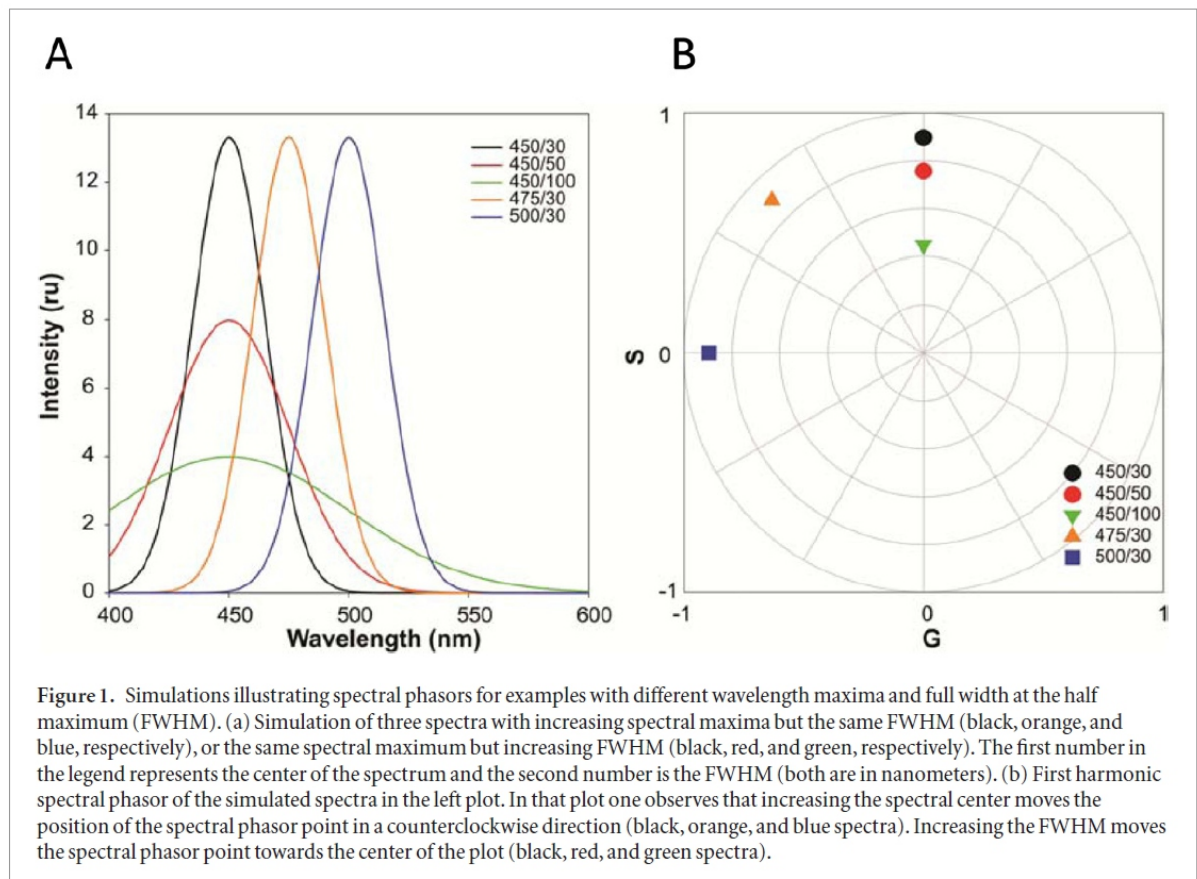 A
B
14
12
10
8
6
4
2
0
Intensity (ru)
450/30
450/50
450/100
475/30
500/30
400
450
500
550
600
Wavelength (nm)
1
0
-1
S
450/30
450/50
450/100
475/30
500/30
-1
0
1
G
Figure 1. Simulations illustrating spectral phasors for examples with different wavelength maxima and full width at the half
maximum (FWHM). (a) Simulation of three spectra with increasing spectral maxima but the same FWHM (black, orange, and
blue, respectively), or the same spectral maximum but increasing FWHM (black, red, and green, respectively). The first number in
the legend represents the center of the spectrum and the second number is the FWHM (both are in nanometers). (b) First harmonic
spectral phasor of the simulated spectra in the left plot. In that plot one observes that increasing the spectral center moves the
position of the spectral phasor point in a counterclockwise direction (black, orange, and blue spectra). Increasing the FWHM moves
the spectral phasor point towards the center of the plot (black, red, and green spectra).